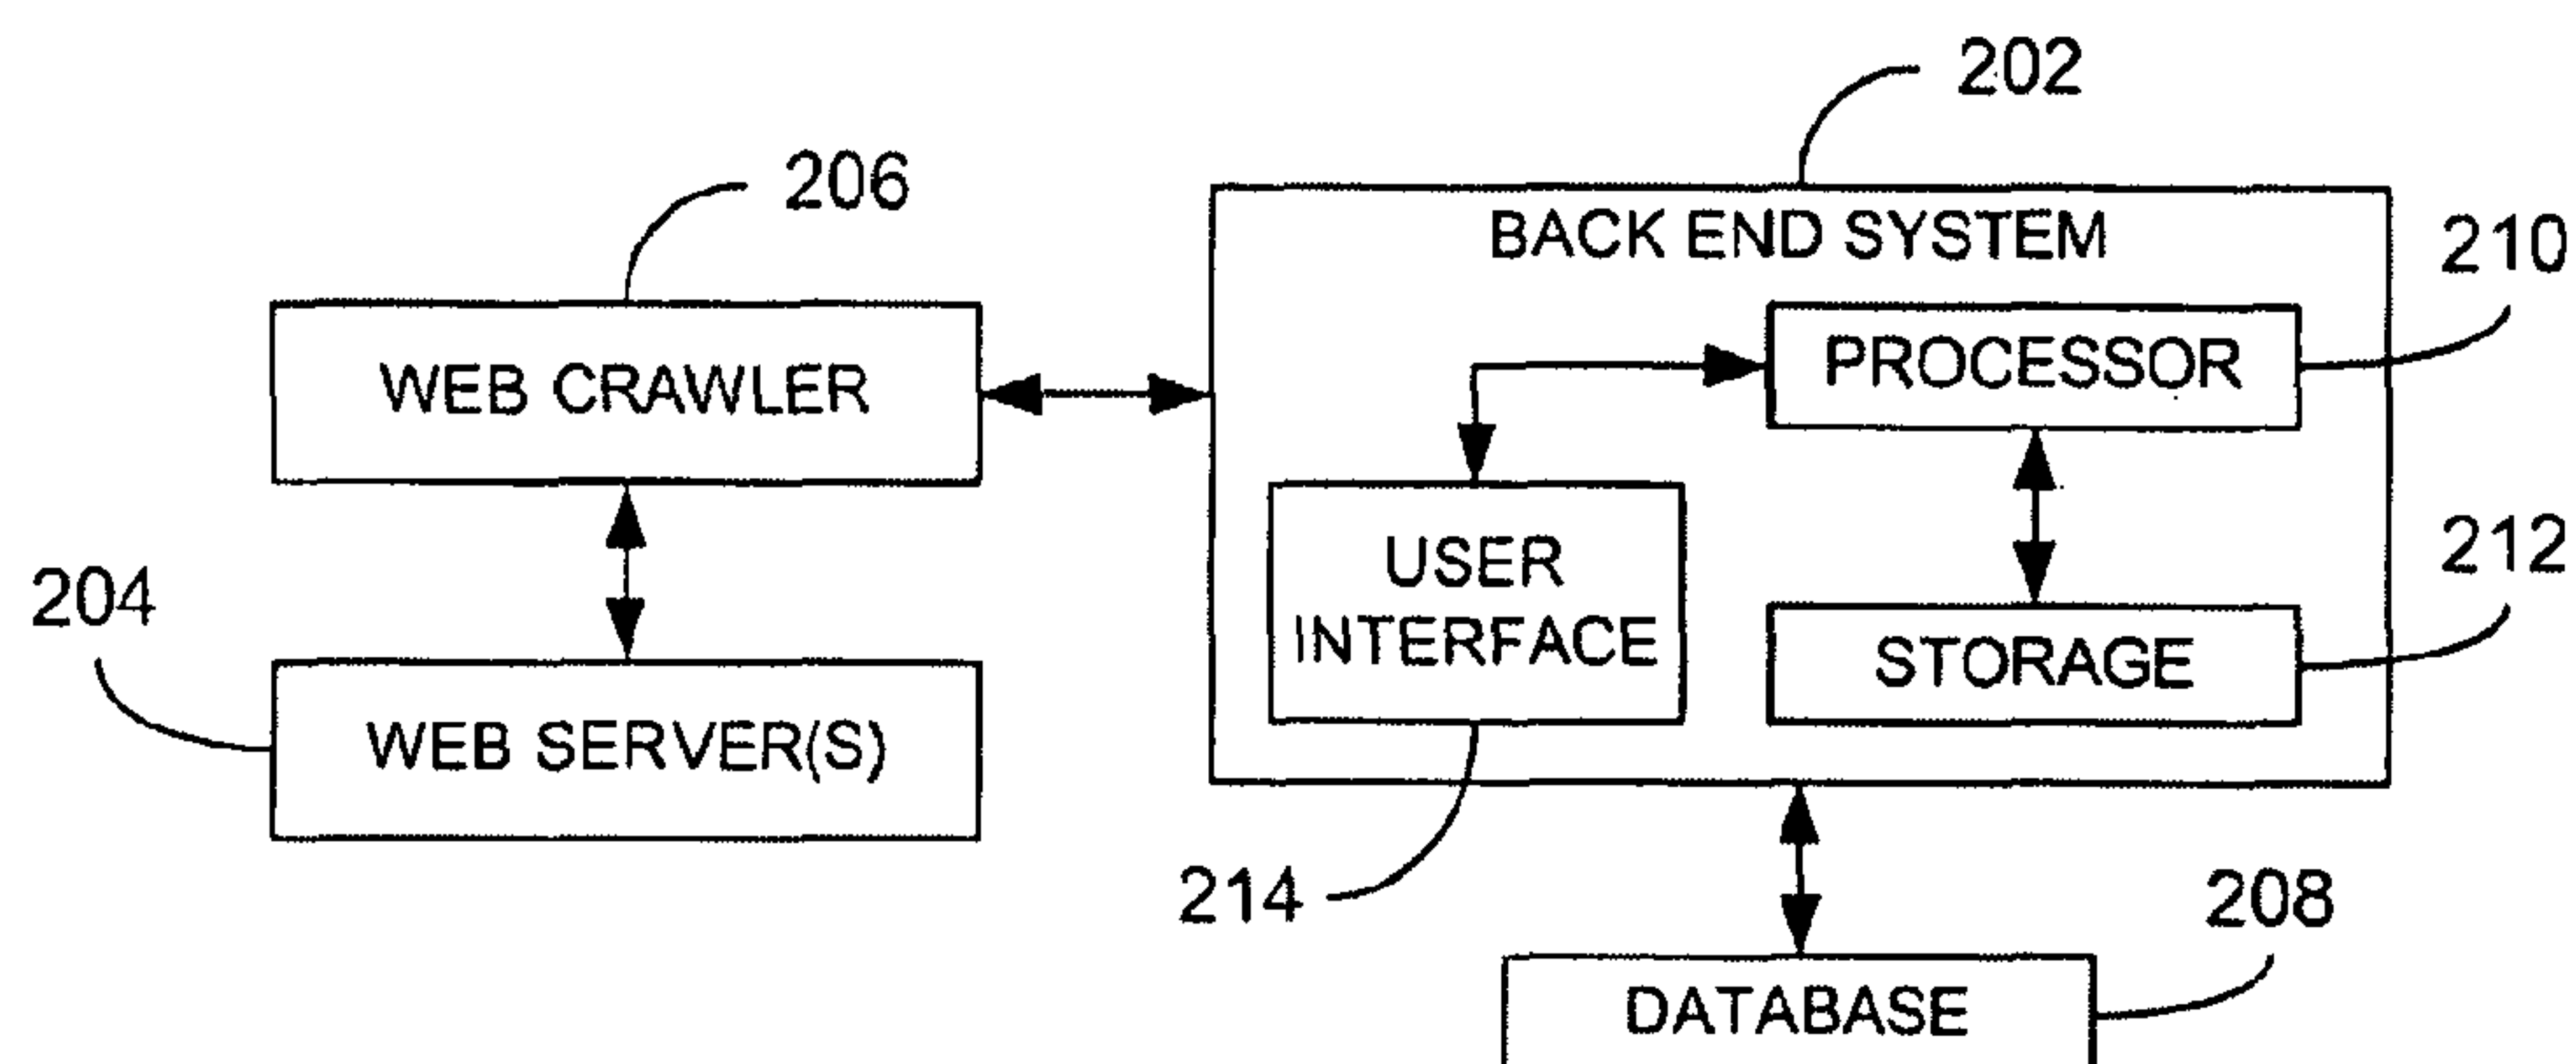 202
206
BACK END SYSTEM
210
PROCESSOR
WEB CRAWLER
USER
INTERFACE
212
204
STORAGE
WEB SERVER(S)
214
208
DATABASE